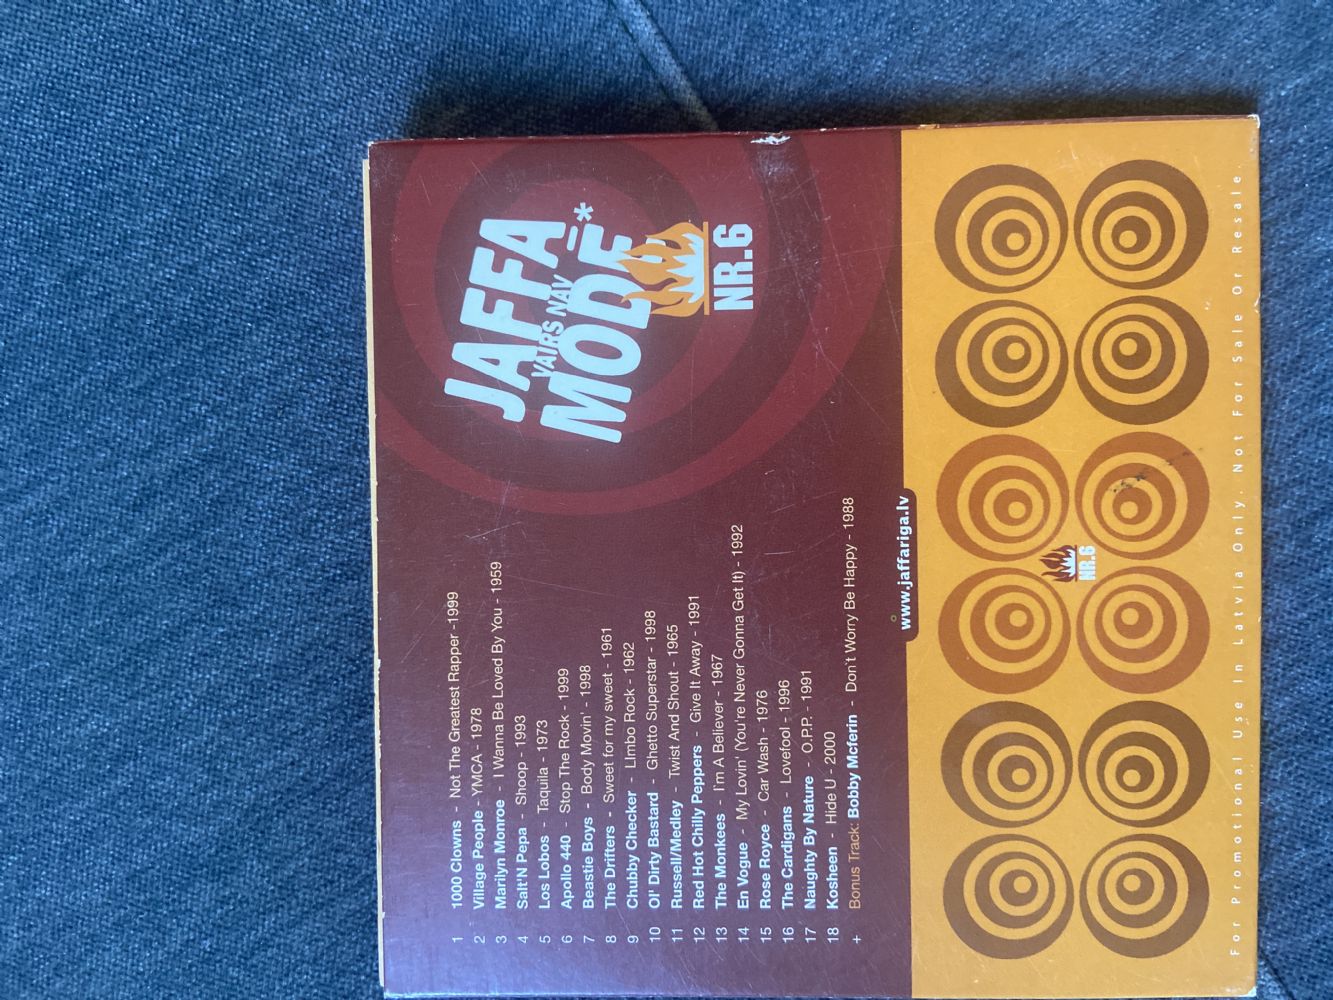 JAFFA
VAIRS NAV
MODĒ*
NR.6
1 1000 Clowns - Not The Greatest Rapper -1999
2 Village People - YMCA - 1978
3 Marilyn Monroe - I Wanna Be Loved By You - 1959
4 Salt'N Pepa - Shoop - 1993
5 Los Lobos - Taquila - 1973
6 Apollo 440 - Stop The Rock - 1999
7 Beastie Boys - Body Movin' - 1998
8 The Drifters - Sweet for my sweet - 1961
9 Chubby Checker - Limbo Rock - 1962
10 Ol' Dirty Bastard - Ghetto Superstar - 1998
11 Russell/Medley - Twist And Shout - 1965
12 Red Hot Chilly Peppers - Give It Away - 1991
13 The Monkees - I'm A Believer - 1967
14 En Vogue - My Lovin' (You're Never Gonna Get It) - 1992
15 Rose Royce - Car Wash - 1976
16 The Cardigans - Lovefool - 1996
17 Naughty By Nature - O.P.P. - 1991
18 Kosheen - Hide U - 2000
+ Bonus Track: Bobby Mcferin - Don't Worry Be Happy - 1988
www.jaffariga.lv
NR.6
For Promotional Use In Latvia Only. Not For Sale Or Resale.